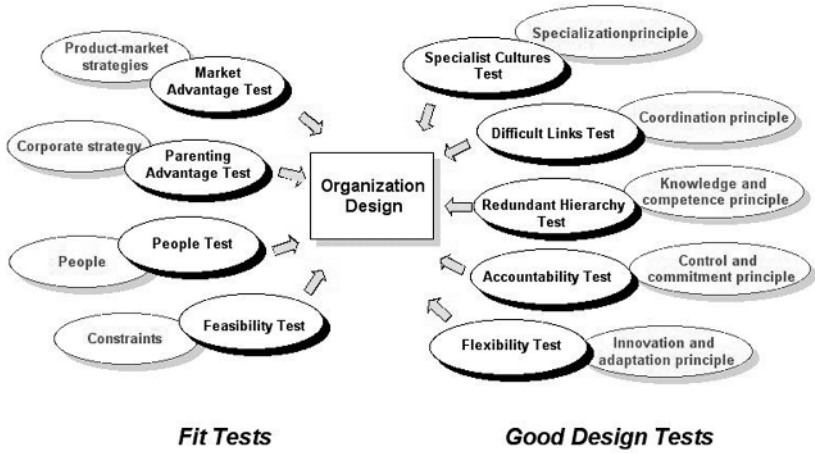 Product-market
strategies
Market
Advantage Test
Corporate strategy
Parenting
Advantage Test
People
People Test
Constraints
Feasibility Test
Organization
Design
Specializationprinciple
Specialist Cultures
Test
Coordination principle
Difficult Links Test
Knowledge and
competence principle
Redundant Hierarchy
Test
Control and
commitment principle
Accountability Test
Innovation and
adaptation principle
Flexibility Test
Fit Tests
Good Design Tests